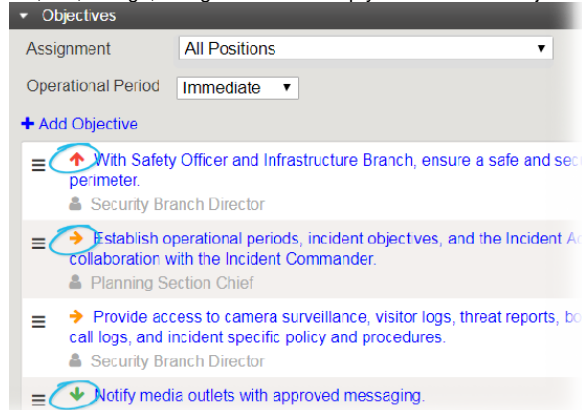 Objectives
Assignment All Positions
Operational Period Immediate
+ Add Objective
With Safety Officer and Infrastructure Branch, ensure a safe and
perimeter.
Security Branch Director
Establish operational periods, incident objectives, and the Incident
collaboration with the Incident Commander.
Planning Section Chief
Provide access to camera surveillance, visitor logs, threat reports,
call logs, and incident specific policy and procedures.
Security Branch Director
Notify media outlets with approved messaging.